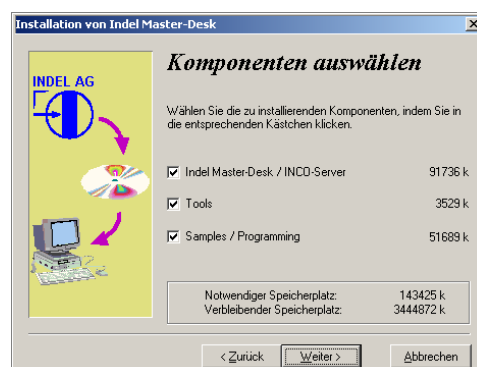 Installation von Indel Master-Desk
INDEL AG
Komponenten auswählen
Wählen Sie die zu installierenden Komponenten, indem Sie in
die entsprechenden Kästchen klicken.
Indel Master-Desk / INCO-Server 91736 k
Tools 3529 k
Samples / Programming 51689 k
Notwendiger Speicherplatz: 143425 k
Verbleibender Speicherplatz: 3444872 k
< Zurück Weiter > Abbrechen